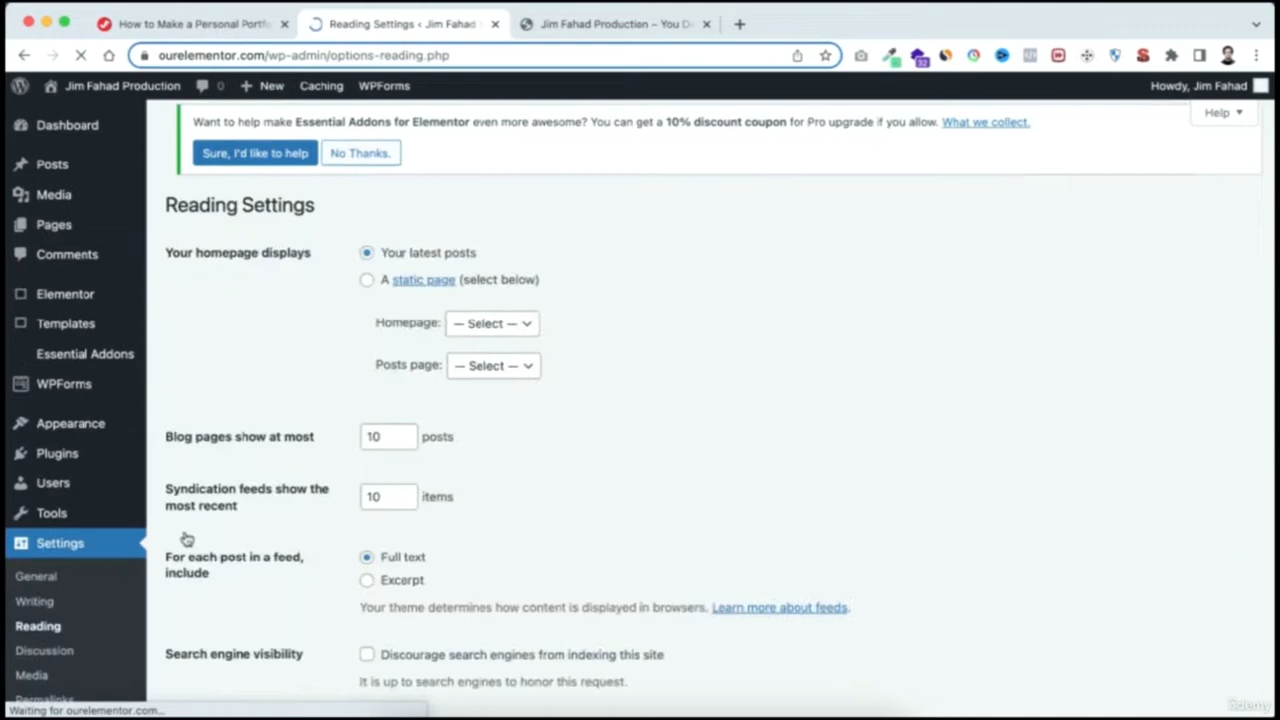 How to Make a Personal Portfo
Reading Settings ‹ Jim Fahad
Jim Fahad Production – You De
ourelementor.com/wp-admin/options-reading.php
Jim Fahad Production
0
New
Caching
WPForms
Howdy, Jim Fahad
Want to help make Essential Addons for Elementor even more awesome? You can get a 10% discount coupon for Pro upgrade if you allow. What we collect.
Help
Sure, I'd like to help
No Thanks.
Dashboard
Posts
Media
Pages
Comments
Elementor
Templates
Essential Addons
WPForms
Appearance
Plugins
Users
Tools
Settings
General
Writing
Reading
Discussion
Media
Permalinks
Reading Settings
Your homepage displays
Your latest posts
A static page (select below)
Homepage: — Select —
Posts page: — Select —
Blog pages show at most
10 posts
Syndication feeds show the
most recent
10 items
For each post in a feed,
include
Full text
Excerpt
Your theme determines how content is displayed in browsers. Learn more about feeds.
Search engine visibility
Discourage search engines from indexing this site
It is up to search engines to honor this request.
Waiting for ourelementor.com...
Udemy